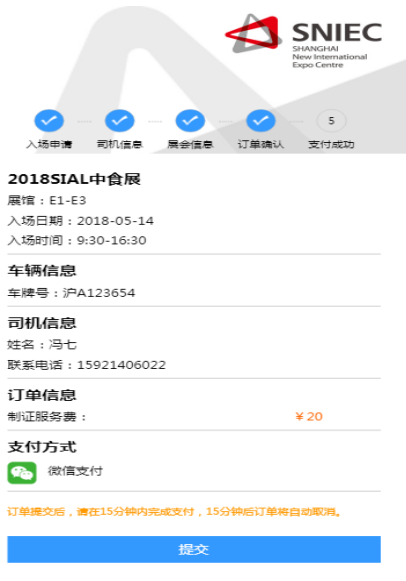 SNIEC
SHANGHAI
New International
Expo Centre
5
入场申请 司机信息 展会信息 订单确认 支付成功
2018SIAL中食展
展馆：E1-E3
入场日期：2018-05-14
入场时间：9:30-16:30
车辆信息
车牌号：沪A123654
司机信息
姓名：冯七
联系电话：15921406022
订单信息
制证服务费： ￥20
支付方式
微信支付
订单提交后，请在15分钟内完成支付，15分钟后订单将自动取消。
提交